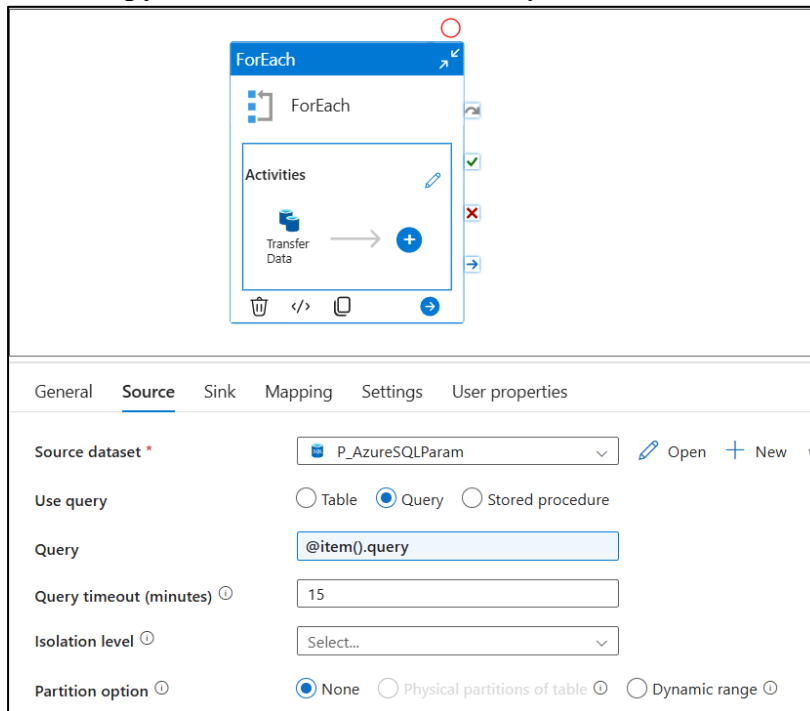 ForEach
ForEach
Activities
Transfer
Data
General Source Sink Mapping Settings User properties
Source dataset * P_AzureSQLParam Open New
Use query Table Query Stored procedure
Query @item().query
Query timeout (minutes) 15
Isolation level Select...
Partition option None Physical partitions of table Dynamic range